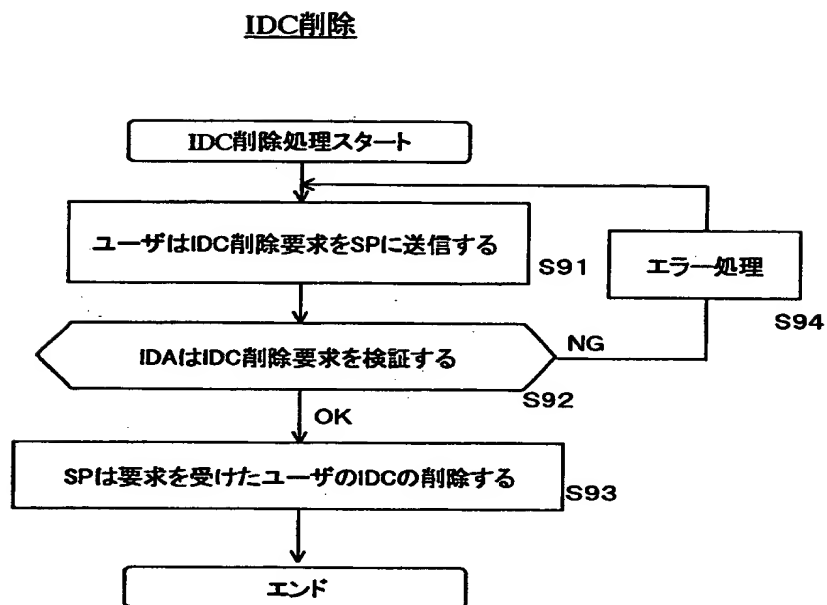 IDC削除
IDC削除処理スタート
ユーザはIDC削除要求をSPに送信する
S91
エラー処理
S94
IDAはIDC削除要求を検証する
NG
S92
OK
SPは要求を受けたユーザのIDCの削除する
S93
エンド